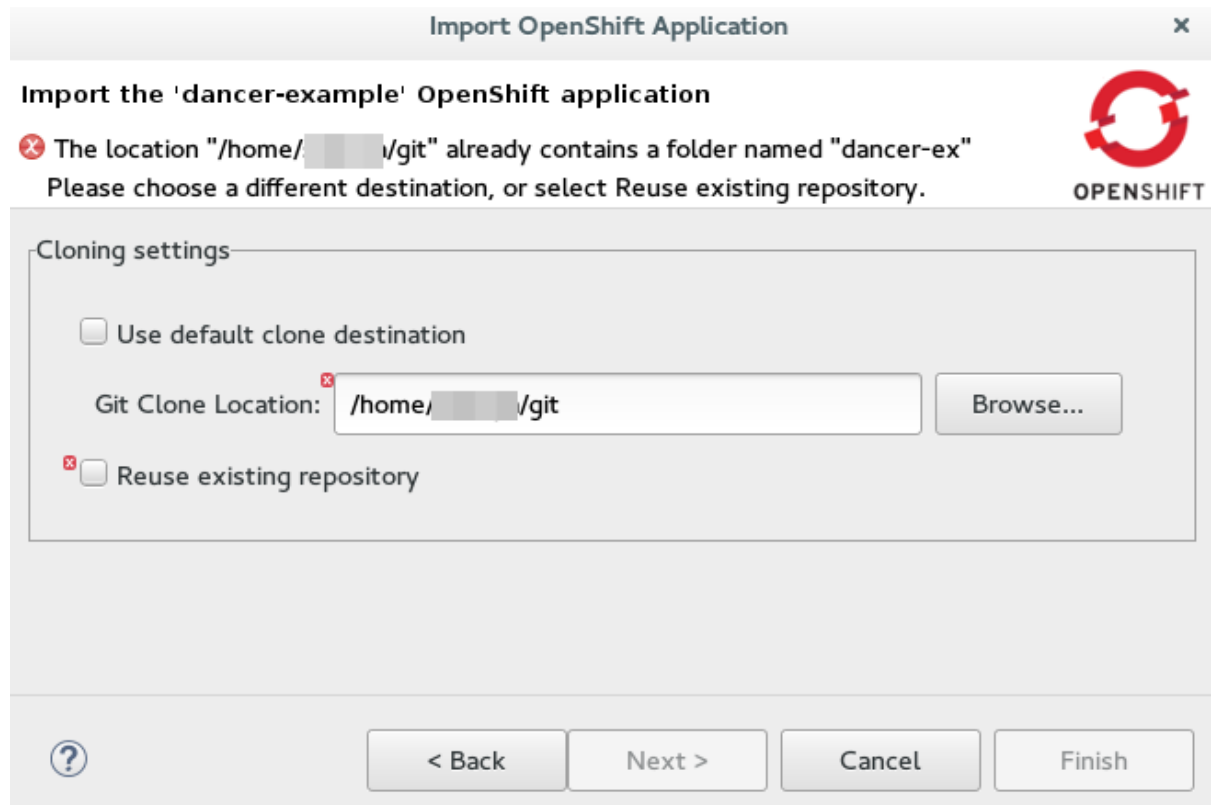 Import OpenShift Application
Import the 'dancer-example' OpenShift application
The location "/home/ /git" already contains a folder named "dancer-ex"
Please choose a different destination, or select Reuse existing repository.
OPENSHIFT
Cloning settings
Use default clone destination
Git Clone Location: /home/ /git Browse...
Reuse existing repository
? < Back Next > Cancel Finish